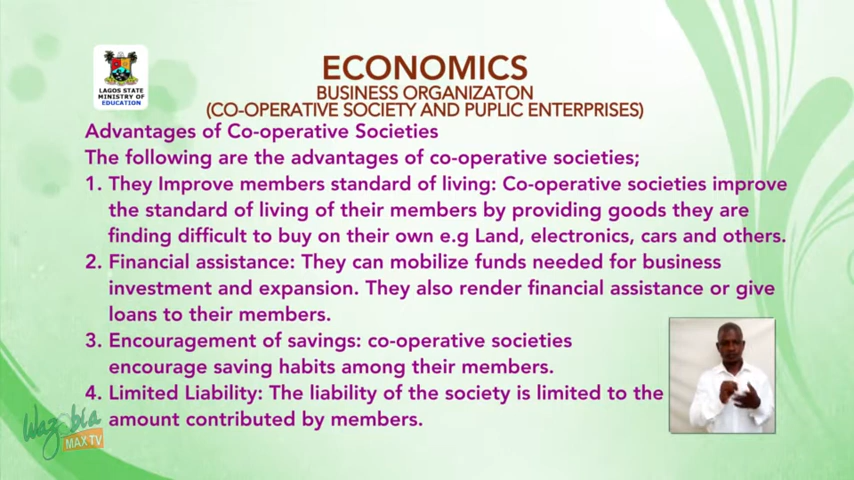 LAGOS STATE
MINISTRY OF
EDUCATION
ECONOMICS
BUSINESS ORGANIZATON
(CO-OPERATIVE SOCIETY AND PUPLIC ENTERPRISES)
Advantages of Co-operative Societies
The following are the advantages of co-operative societies;
1. They Improve members standard of living: Co-operative societies improve
the standard of living of their members by providing goods they are
finding difficult to buy on their own e.g Land, electronics, cars and others.
2. Financial assistance: They can mobilize funds needed for business
investment and expansion. They also render financial assistance or give
loans to their members.
3. Encouragement of savings: co-operative societies
encourage saving habits among their members.
4. Limited Liability: The liability of the society is limited to the
amount contributed by members.
Wazobia
MAX TV